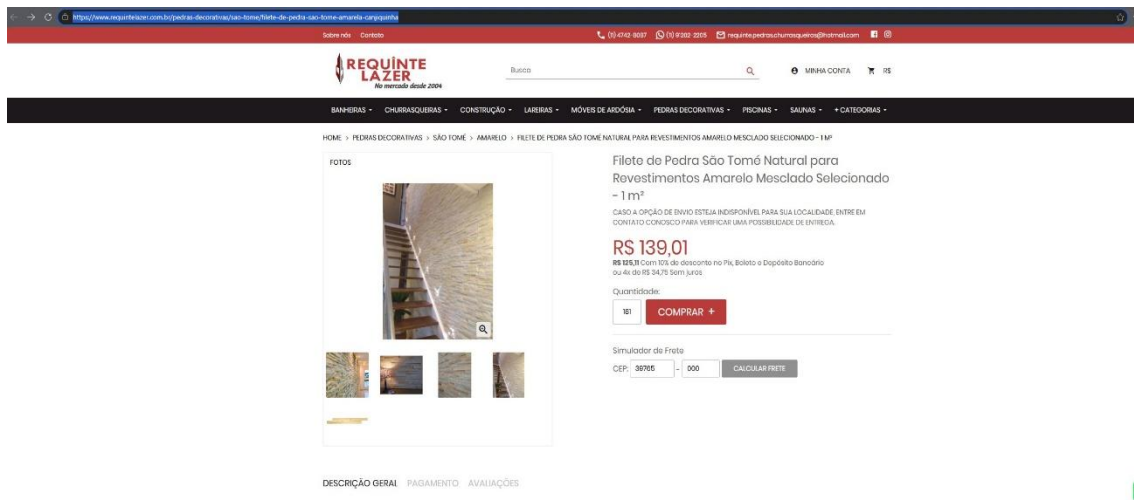 https://www.requintelazer.com.br/pedras-decorativas/sao-tome/filete-de-pedra-sao-tome-amarela-canjiquinha
Sobre nós Contato (11) 4742-9097 (11) 91202-2205 requinte.pedras.churrasqueiras@hotmail.com
REQUINTE
LAZER
No mercado desde 2004
Busca
MINHA CONTA R$
BANHEIRAS CHURRASQUEIRAS CONSTRUÇÃO LAREIRAS MÓVEIS DE ARDÓSIA PEDRAS DECORATIVAS PISCINAS SAUNAS + CATEGORIAS
HOME > PEDRAS DECORATIVAS > SÃO TOMÉ > AMARELO > FILETE DE PEDRA SÃO TOMÉ NATURAL PARA REVESTIMENTOS AMARELO MESCLADO SELECIONADO - 1 M²
FOTOS
Filete de Pedra São Tomé Natural para
Revestimentos Amarelo Mesclado Selecionado
- 1 m²
CASO A OPÇÃO DE ENVIO ESTEJA INDISPONÍVEL PARA SUA LOCALIDADE, ENTRE EM
CONTATO CONOSCO PARA VERIFICAR UMA POSSIBILIDADE DE ENTREGA.
R$ 139,01
R$ 125,11 Com 10% de desconto no Pix, Boleto e Depósito Bancário
ou 4x de R$ 34,75 Sem juros
Quantidade:
161 COMPRAR +
Simulador de Frete
CEP: 39765 - 000 CALCULAR FRETE
DESCRIÇÃO GERAL PAGAMENTO AVALIAÇÕES